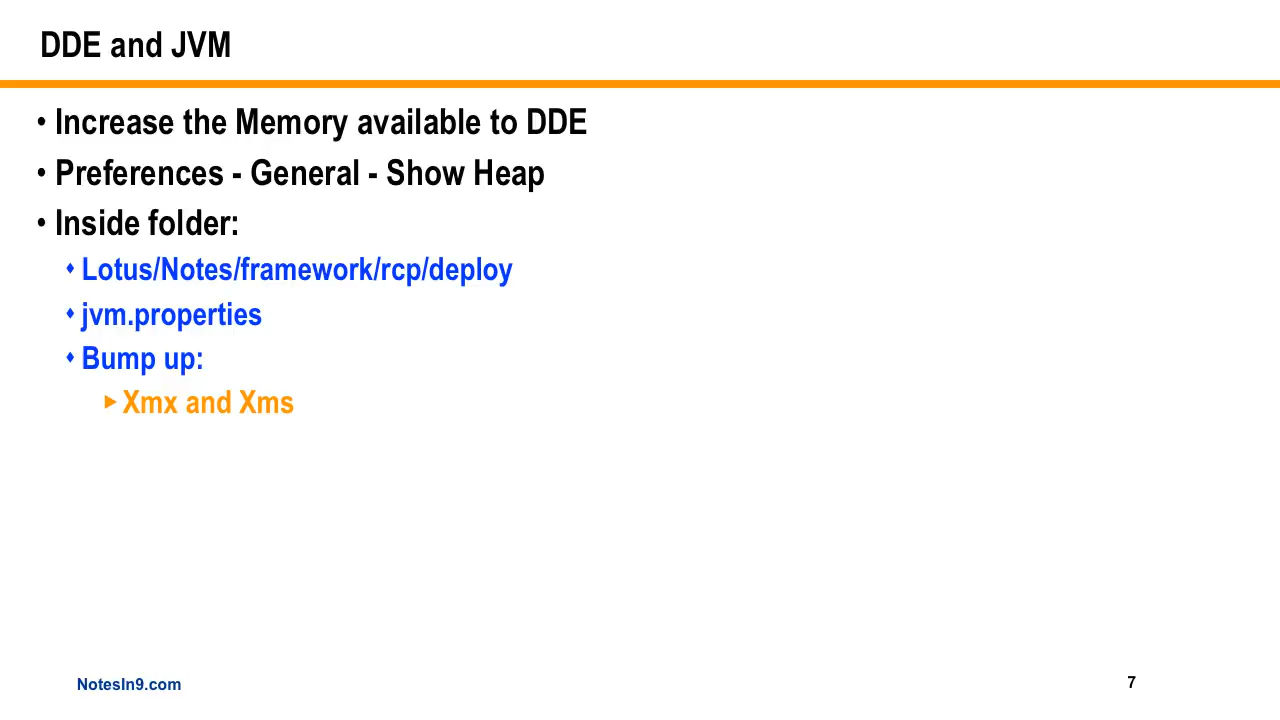 DDE and JVM
• Increase the Memory available to DDE
• Preferences - General - Show Heap
• Inside folder:
♦ Lotus/Notes/framework/rcp/deploy
♦ jvm.properties
♦ Bump up:
► Xmx and Xms
NotesIn9.com
7